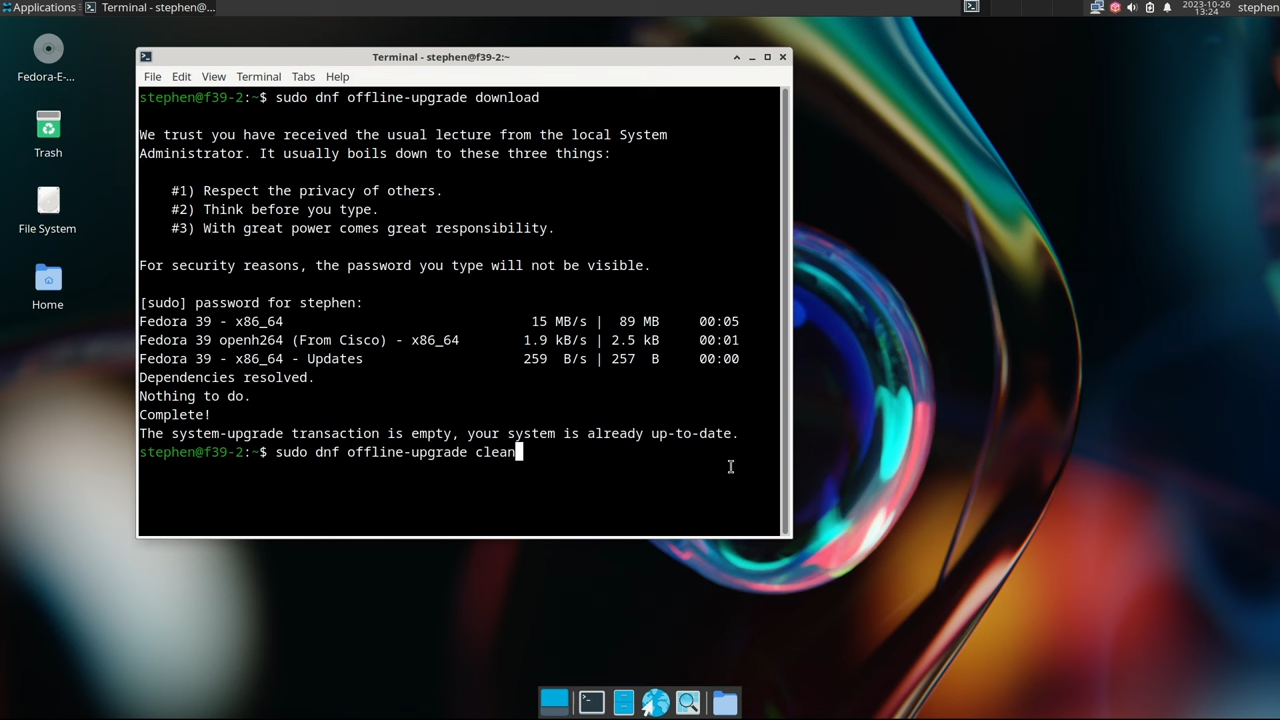 Applications
Terminal - stephen@...
2023-10-26
13:24
stephen
Fedora-E-...
Trash
File System
Home
Terminal - stephen@f39-2:~
File Edit View Terminal Tabs Help
stephen@f39-2:~$ sudo dnf offline-upgrade download
We trust you have received the usual lecture from the local System
Administrator. It usually boils down to these three things:
#1) Respect the privacy of others.
#2) Think before you type.
#3) With great power comes great responsibility.
For security reasons, the password you type will not be visible.
[sudo] password for stephen:
Fedora 39 - x86_64 15 MB/s | 89 MB 00:05
Fedora 39 openh264 (From Cisco) - x86_64 1.9 kB/s | 2.5 kB 00:01
Fedora 39 - x86_64 - Updates 259 B/s | 257 B 00:00
Dependencies resolved.
Nothing to do.
Complete!
The system-upgrade transaction is empty, your system is already up-to-date.
stephen@f39-2:~$ sudo dnf offline-upgrade clean